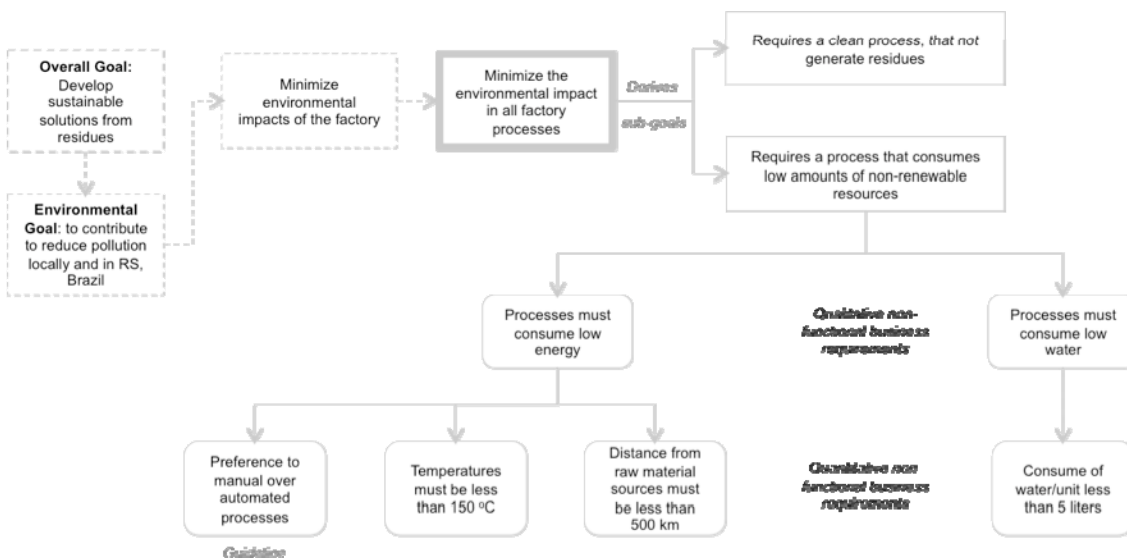 Overall Goal:
Develop
sustainable
solutions from
residues
Environmental
Goal: to contribute
to reduce pollution
locally and in RS,
Brazil
Minimize
environmental
impacts of the factory
Minimize the
environmental impact
in all factory
processes
Derives
sub-goals
Requires a clean process, that not
generate residues
Requires a process that consumes
low amounts of non-renewable
resources
Processes must
consume low
energy
Qualitative non-
functional business
requirements
Processes must
consume low
water
Preference to
manual over
automated
processes
Guideline
Temperatures
must be less
than 150 ºC
Distance from
raw material
sources must
be less than
500 km
Quantitative non
functional business
requirements
Consume of
water/unit less
than 5 liters